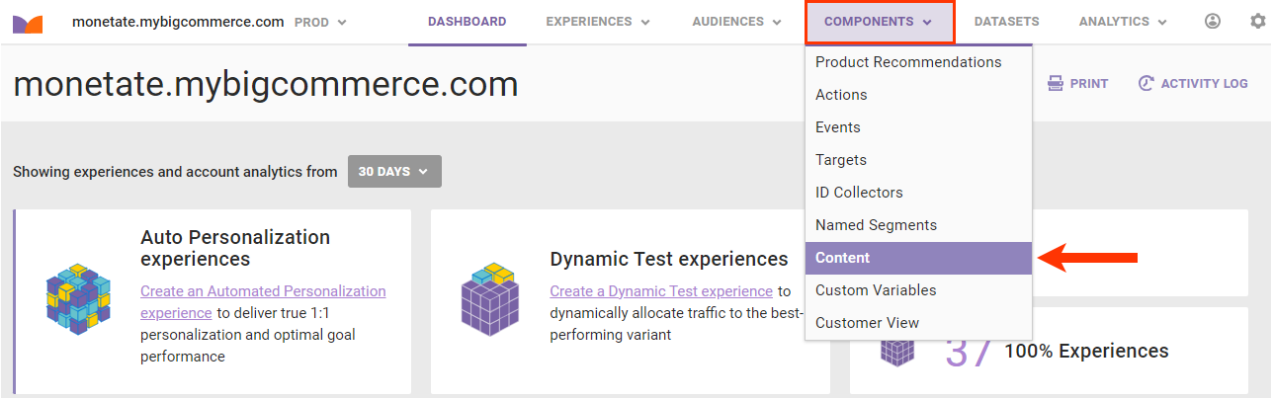 monetate.mybigcommerce.com PROD
DASHBOARD
EXPERIENCES
AUDIENCES
COMPONENTS
DATASETS
ANALYTICS
monetate.mybigcommerce.com
PRINT
ACTIVITY LOG
Product Recommendations
Actions
Events
Targets
ID Collectors
Named Segments
Content
Custom Variables
Customer View
Showing experiences and account analytics from
30 DAYS
Auto Personalization
experiences
Create an Automated Personalization
experience to deliver true 1:1
personalization and optimal goal
performance
Dynamic Test experiences
Create a Dynamic Test experience to
dynamically allocate traffic to the best-
performing variant
37 100% Experiences